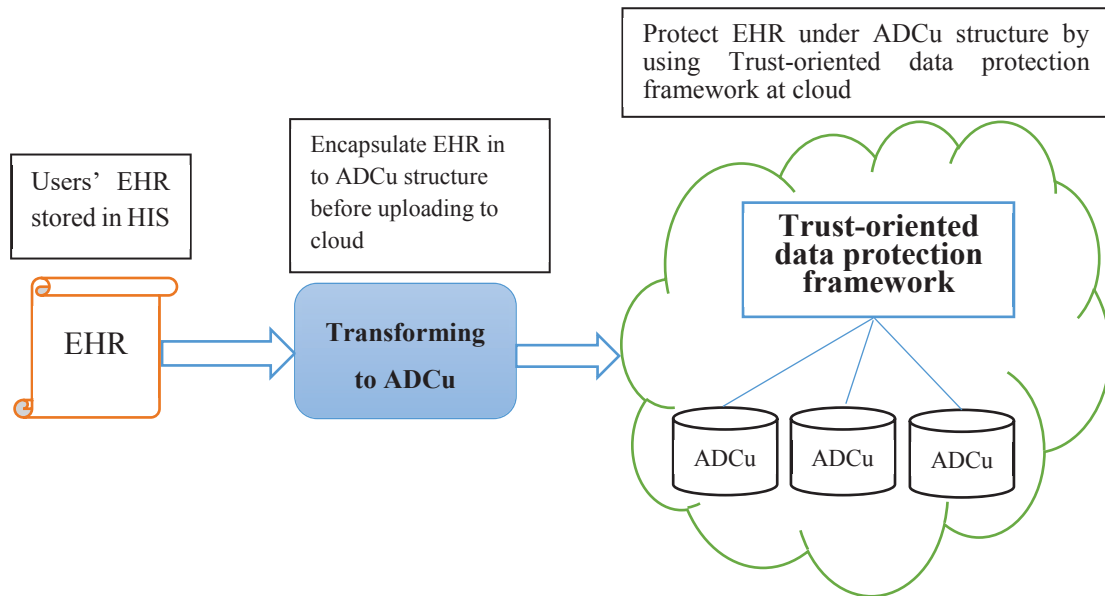 Users’ EHR
stored in HIS
EHR
Encapsulate EHR in
to ADCu structure
before uploading to
cloud
Transforming
to ADCu
Protect EHR under ADCu structure by
using Trust-oriented data protection
framework at cloud
Trust-oriented
data protection
framework
ADCu
ADCu
ADCu